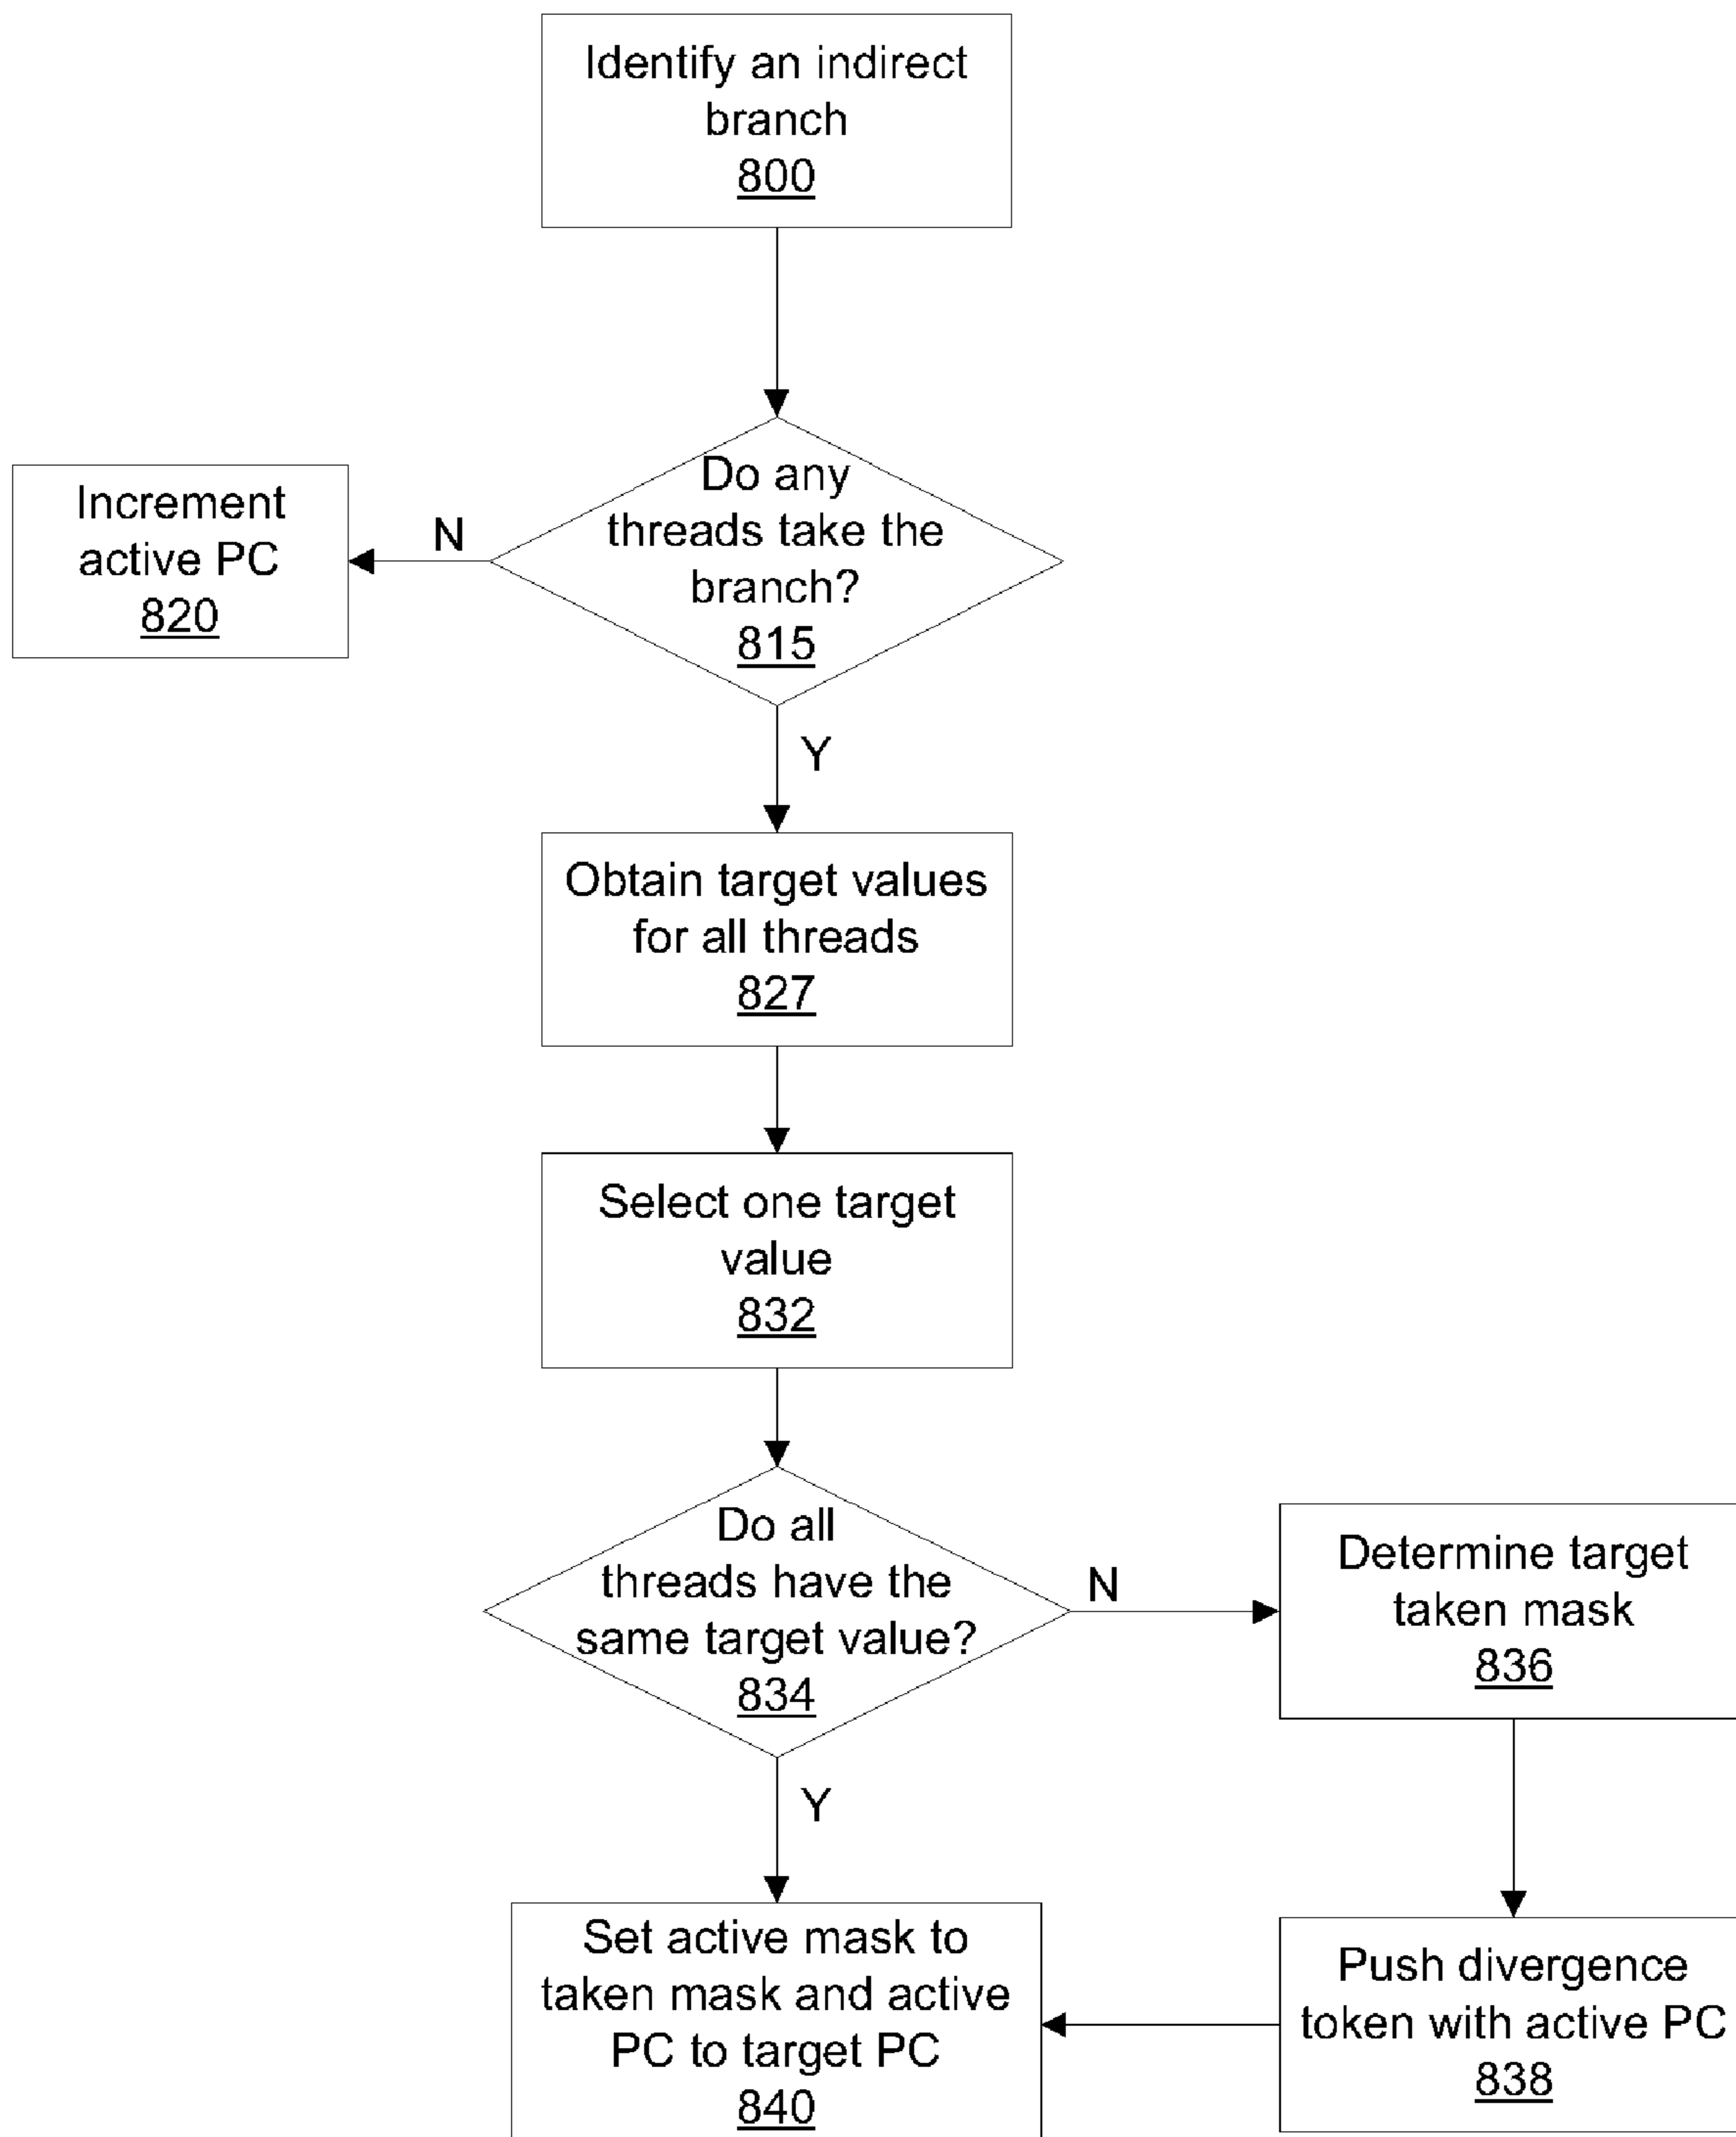 Identify an indirect
branch
800
Do any
threads take the
branch?
815
N
Increment
active PC
820
Y
Obtain target values
for all threads
827
Select one target
value
832
Do all
threads have the
same target value?
834
N
Determine target
taken mask
836
Y
Push divergence
token with active PC
838
Set active mask to
taken mask and active
PC to target PC
840